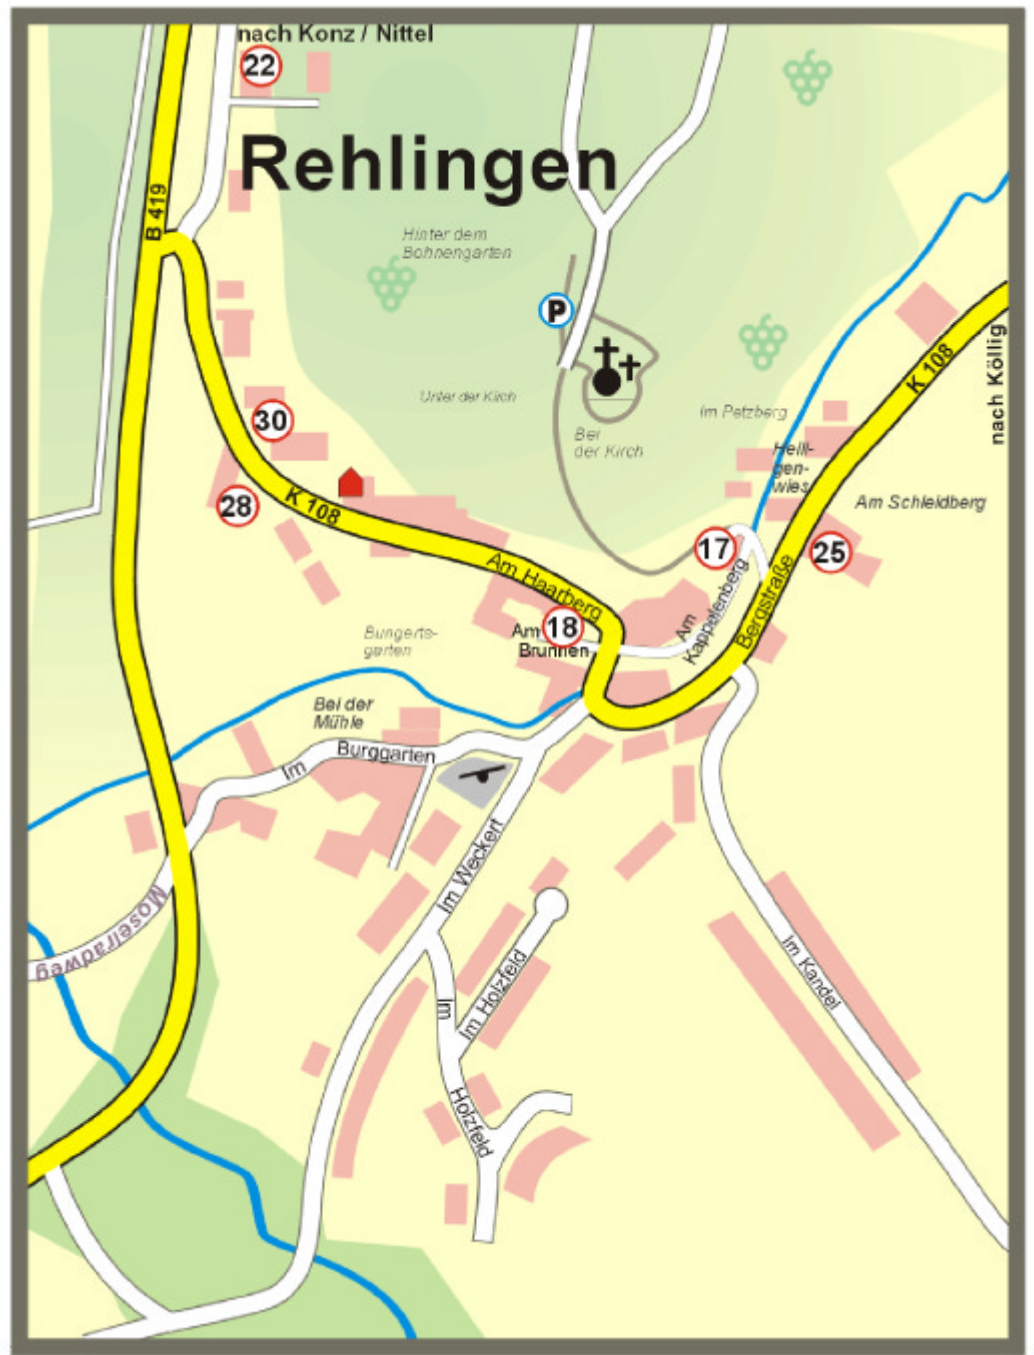 nach Konz / Nittel
22
Rehlingen
B 419
Hinter dem
Bohnengarten
P
K 108
nach Köllig
30
Unter der Kirch
Im Petzberg
Bei
der Kirch
Heili-
gen-
wies
28
K 108
Am Schleidberg
17
25
Am Haarberg
18
Am
Brunnen
Am
Kappelenberg
Bergstraße
Bungerts-
garten
Bei der
Mühle
Im
Burggarten
Im Weckert
Moselradweg
Im Holzfeld
Im
Holzfeld
Im Kandel